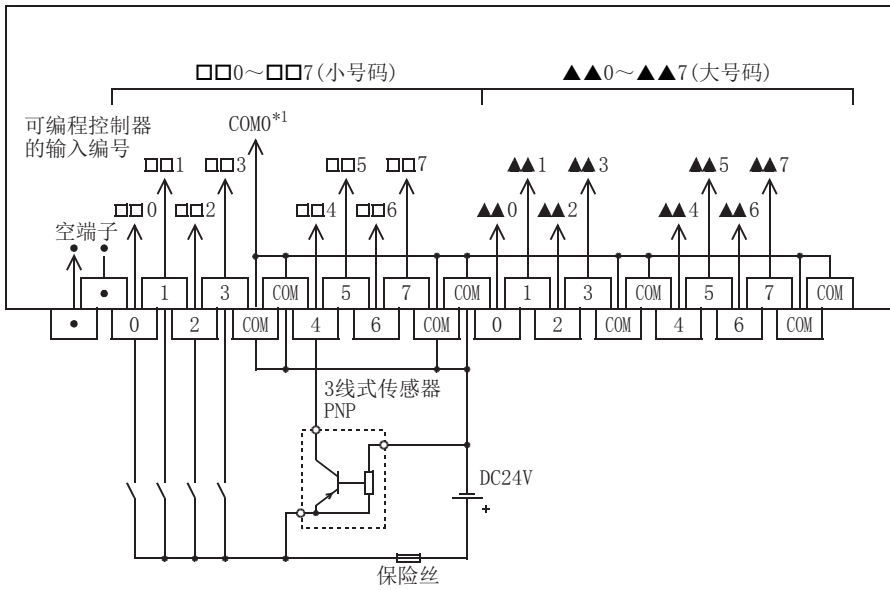 □□0～□□7(小号码)
▲▲0～▲▲7(大号码)
可编程控制器
的输入编号
COM0*1
□□1 □□3 □□5 □□7 ▲▲1 ▲▲3 ▲▲5 ▲▲7
□□0 □□2 □□4 □□6 ▲▲0 ▲▲2 ▲▲4 ▲▲6
空端子
• 1 3 COM 5 7 COM 1 3 COM 5 7 COM
• 0 2 COM 4 6 COM 0 2 COM 4 6 COM
3线式传感器
PNP
DC24V
+
保险丝